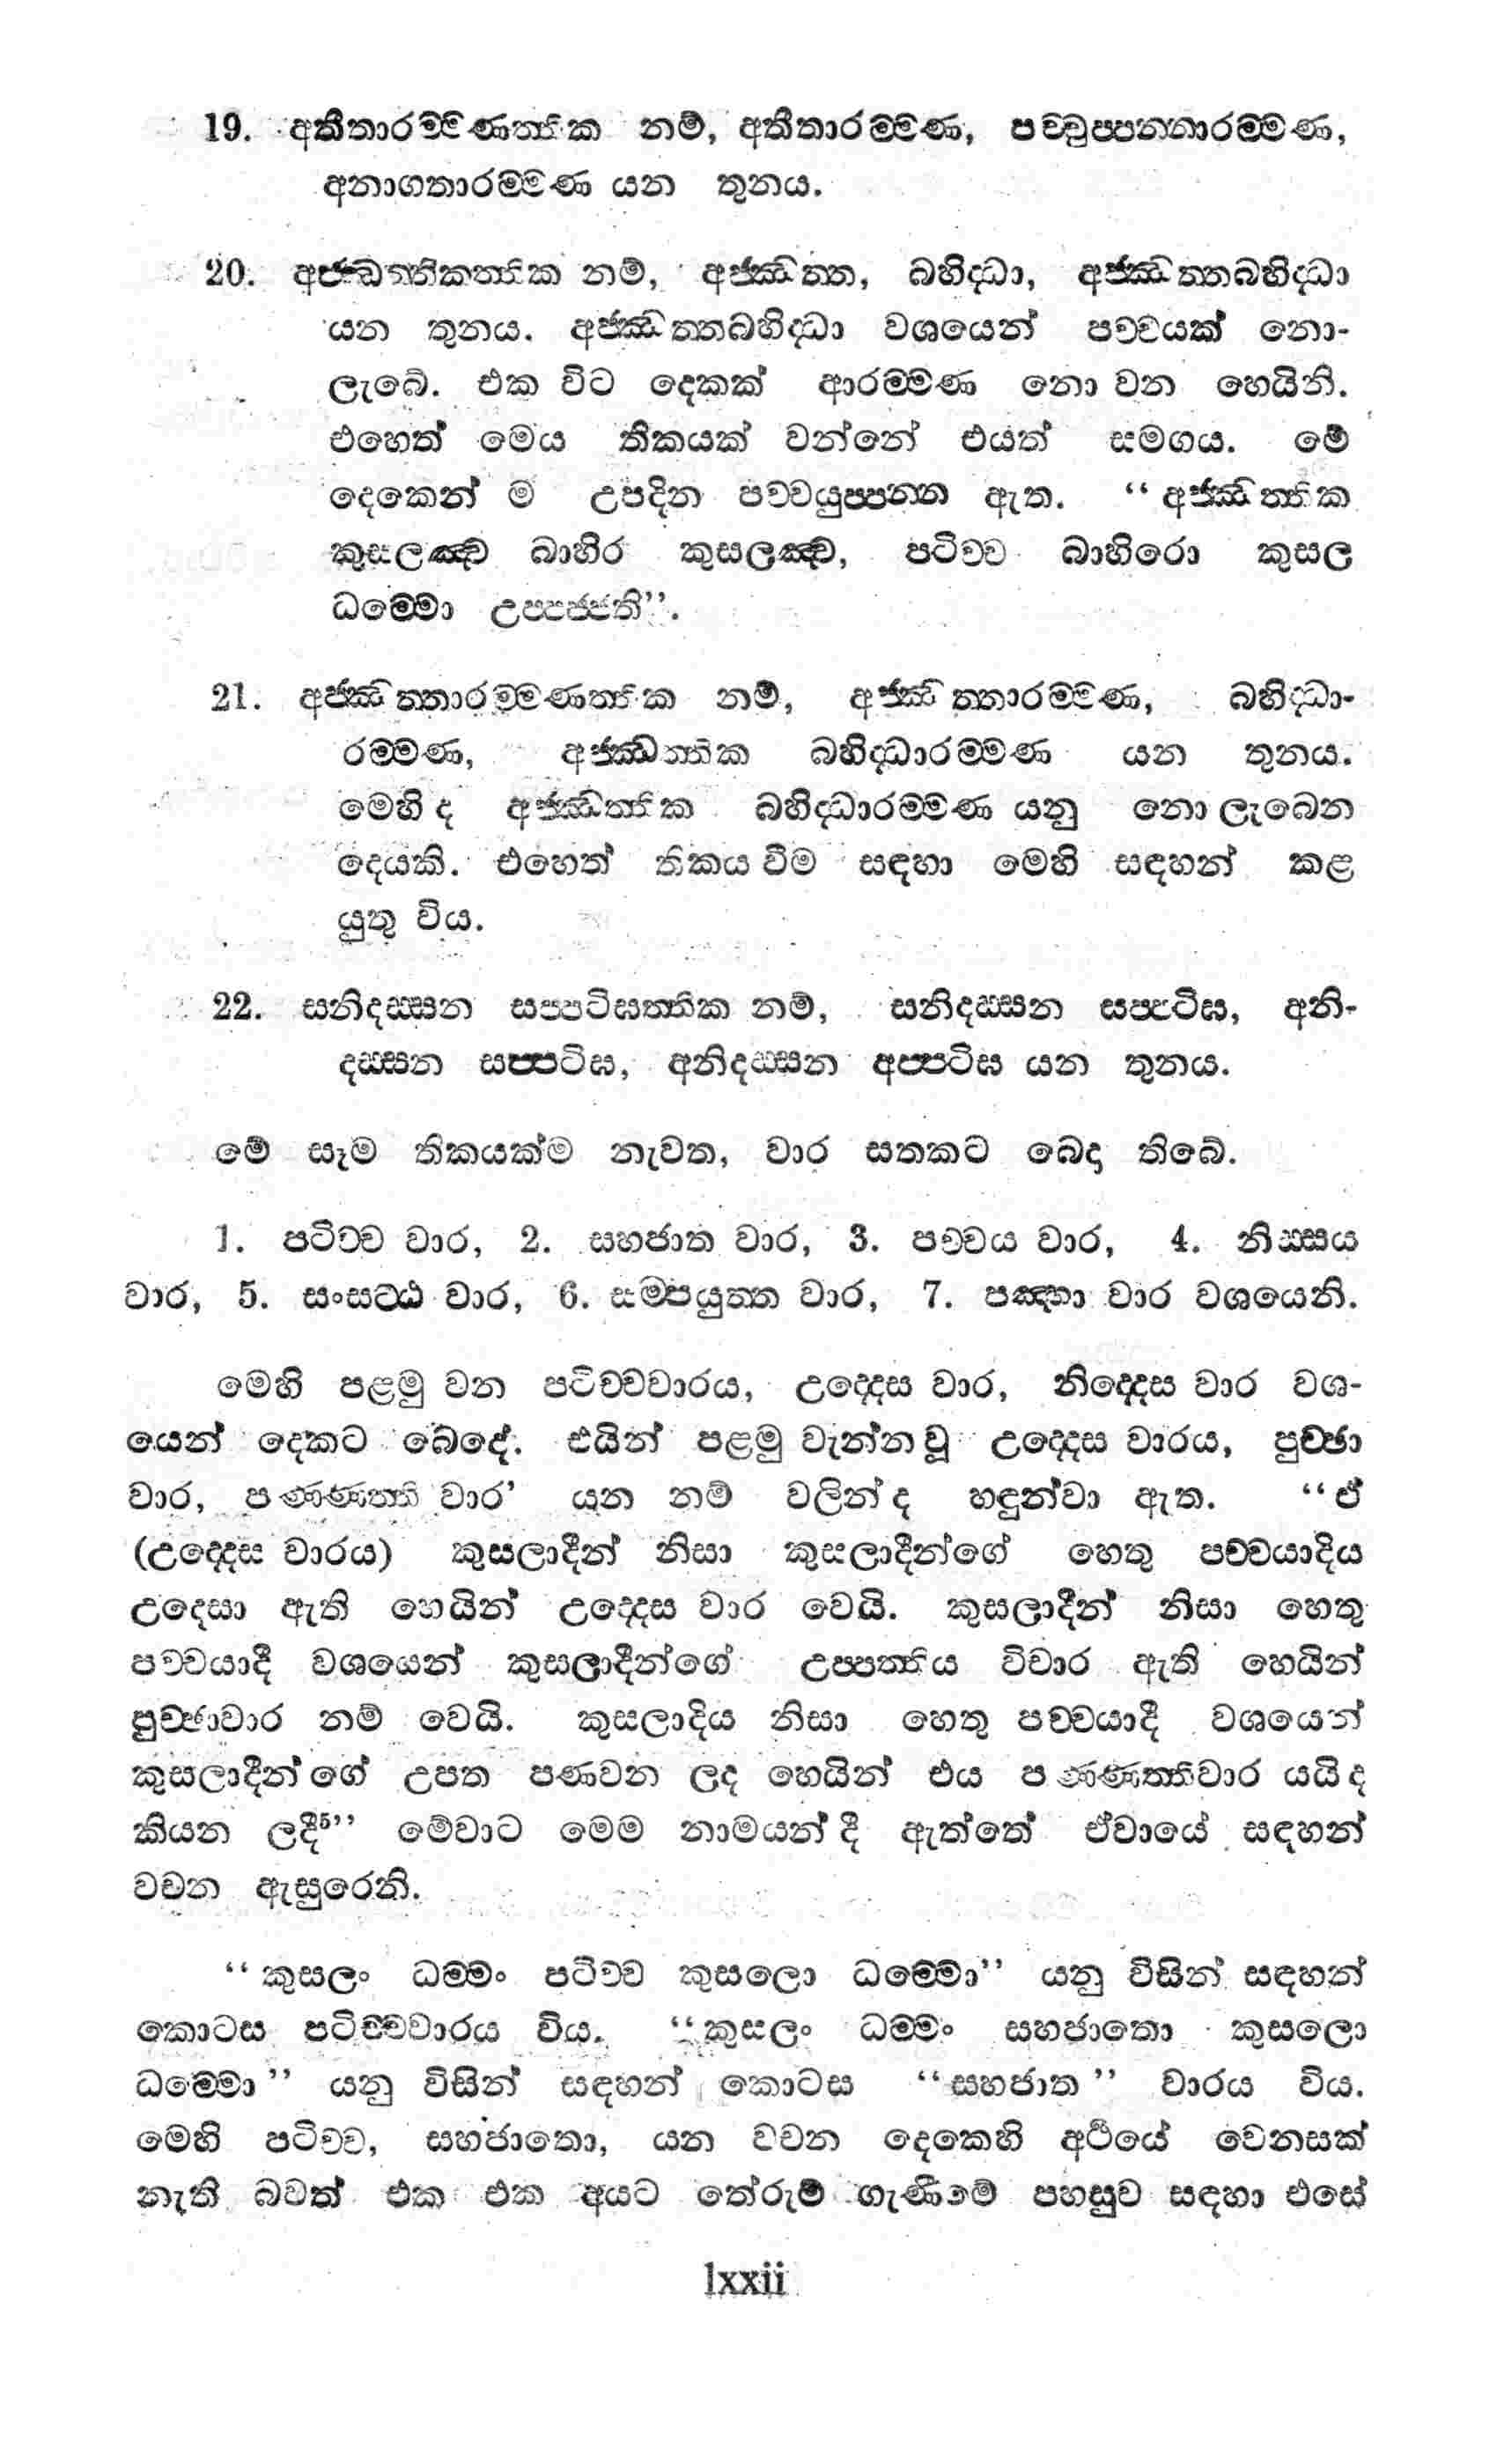 19. අතීතාරම්මණත්තික නම්, අතීතාරම්මණ, පච්චුප්පන්නාරම්මණ,
අනාගතාරම්මණ යන තුනය.
20. අජ්ඣත්තිකත්තික නම්, අජ්ඣත්ත, බහිද්ධා, අජ්ඣත්තබහිද්ධා
යන තුනය. අජ්ඣත්තබහිද්ධා වශයෙන් පච්චයක් නො-
ලැබේ. එක විට දෙකක් ආරම්මණ නො වන හෙයිනි.
එහෙත් මෙය තිකයක් වන්නේ එයත් සමගය. මේ
දෙකෙන් ම උපදින පච්චයුප්පන්න ඇත. “අජ්ඣත්තික
කුසලඤ්ච බාහිර කුසලඤ්ච, පටිච්ච බාහිරො කුසල
ධම්මො උප්පජ්ජති”.
21. අජ්ඣත්තාරම්මණත්තික නම්, අජ්ඣත්තාරම්මණ, බහිද්ධා-
රම්මණ, අජ්ඣත්තික බහිද්ධාරම්මණ යන තුනය.
මෙහි ද අජ්ඣත්තික බහිද්ධාරම්මණ යනු නො ලැබෙන
දෙයකි. එහෙත් තිකය වීම සඳහා මෙහි සඳහන් කළ
යුතු විය.
22. සනිදස්සන සප්පටිඝත්තික නම්, සනිදස්සන සප්පටිඝ, අනි-
දස්සන සප්පටිඝ, අනිදස්සන අප්පටිඝ යන තුනය.
මේ සෑම තිකයක්ම නැවත, වාර සතකට බෙදා තිබේ.
1. පටිච්ච වාර, 2. සහජාත වාර, 3. පච්චය වාර, 4. නිස්සය
වාර, 5. සංසට්ඨ වාර, 6. සම්පයුත්ත වාර, 7. පඤ්හා වාර වශයෙනි.
මෙහි පළමු වන පටිච්චවාරය, උද්දෙස වාර, නිද්දෙස වාර වශ-
යෙන් දෙකට බෙදේ. එයින් පළමු වැන්න වූ උද්දෙස වාරය, පුච්ඡා
වාර, පණ්ණත්ති වාර’ යන නම් වලින් ද හඳුන්වා ඇත. “ඒ
(උද්දෙස වාරය) කුසලාදීන් නිසා කුසලාදීන්ගේ හෙතු පච්චයාදිය
උදෙසා ඇති හෙයින් උද්දෙස වාර වෙයි. කුසලාදීන් නිසා හෙතු
පච්චයාදී වශයෙන් කුසලාදීන්ගේ උප්පත්තිය විචාර ඇති හෙයින්
පුච්ඡාවාර නම් වෙයි. කුසලාදිය නිසා හෙතු පච්චයාදී වශයෙන්
කුසලාදීන් ගේ උපත පණවන ලද හෙයින් එය පණ්ණත්තිවාර යයි ද
කියන ලදී⁵” මේවාට මෙම නාමයන් දී ඇත්තේ ඒවායේ සඳහන්
වචන ඇසුරෙනි.
“කුසලං ධම්මං පටිච්ච කුසලො ධම්මො” යනු විසින් සඳහන්
කොටස පටිච්චවාරය විය. “කුසලං ධම්මං සහජාතො කුසලො
ධම්මො” යනු විසින් සඳහන් කොටස “සහජාත” වාරය විය.
මෙහි පටිච්ච, සහජාතො, යන වචන දෙකෙහි අර්ථයේ වෙනසක්
නැති බවත් එක එක අයට තේරුම් ගැණීමේ පහසුව සඳහා එසේ
lxxii